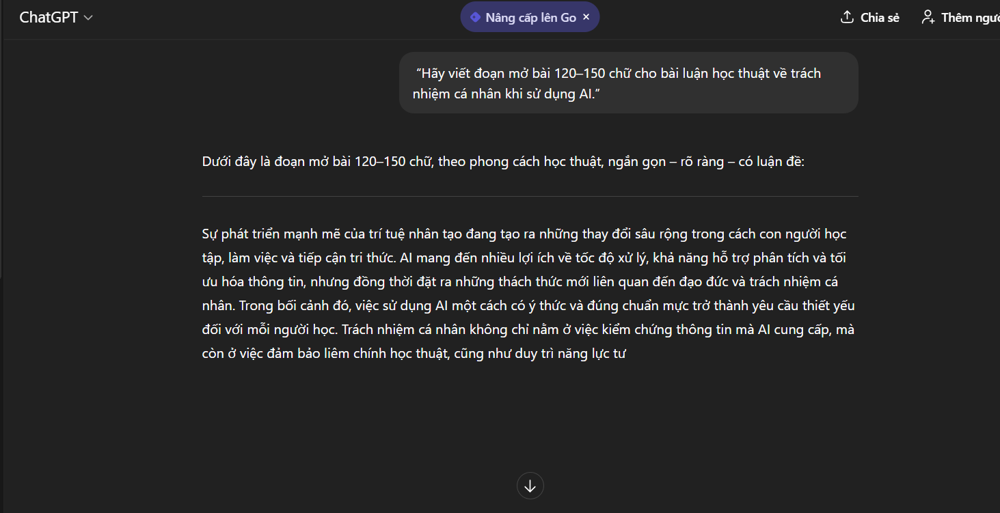 ChatGPT
Nâng cấp lên Go ×
Chia sẻ
Thêm ngườ
“Hãy viết đoạn mở bài 120–150 chữ cho bài luận học thuật về trách
nhiệm cá nhân khi sử dụng AI.”
Dưới đây là đoạn mở bài 120–150 chữ, theo phong cách học thuật, ngắn gọn – rõ ràng – có luận đề:
Sự phát triển mạnh mẽ của trí tuệ nhân tạo đang tạo ra những thay đổi sâu rộng trong cách con người học
tập, làm việc và tiếp cận tri thức. AI mang đến nhiều lợi ích về tốc độ xử lý, khả năng hỗ trợ phân tích và tối
ưu hóa thông tin, nhưng đồng thời đặt ra những thách thức mới liên quan đến đạo đức và trách nhiệm cá
nhân. Trong bối cảnh đó, việc sử dụng AI một cách có ý thức và đúng chuẩn mực trở thành yêu cầu thiết yếu
đối với mỗi người học. Trách nhiệm cá nhân không chỉ nằm ở việc kiểm chứng thông tin mà AI cung cấp, mà
còn ở việc đảm bảo liêm chính học thuật, cũng như duy trì năng lực tư